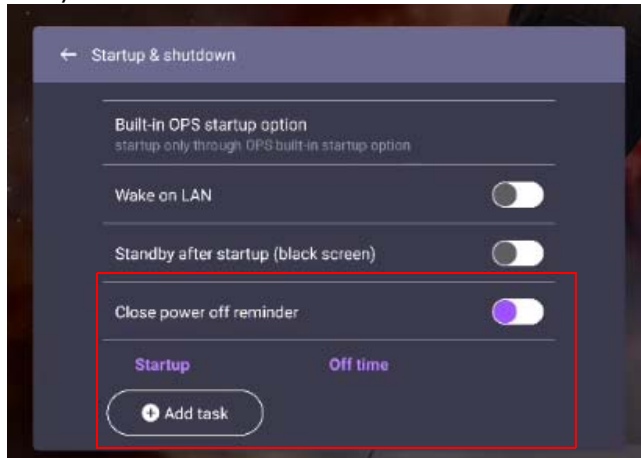 Startup & shutdown
Built-in OPS startup option
startup only through OPS built-in startup option
Wake on LAN
Standby after startup (black screen)
Close power off reminder
Startup Off time
Add task